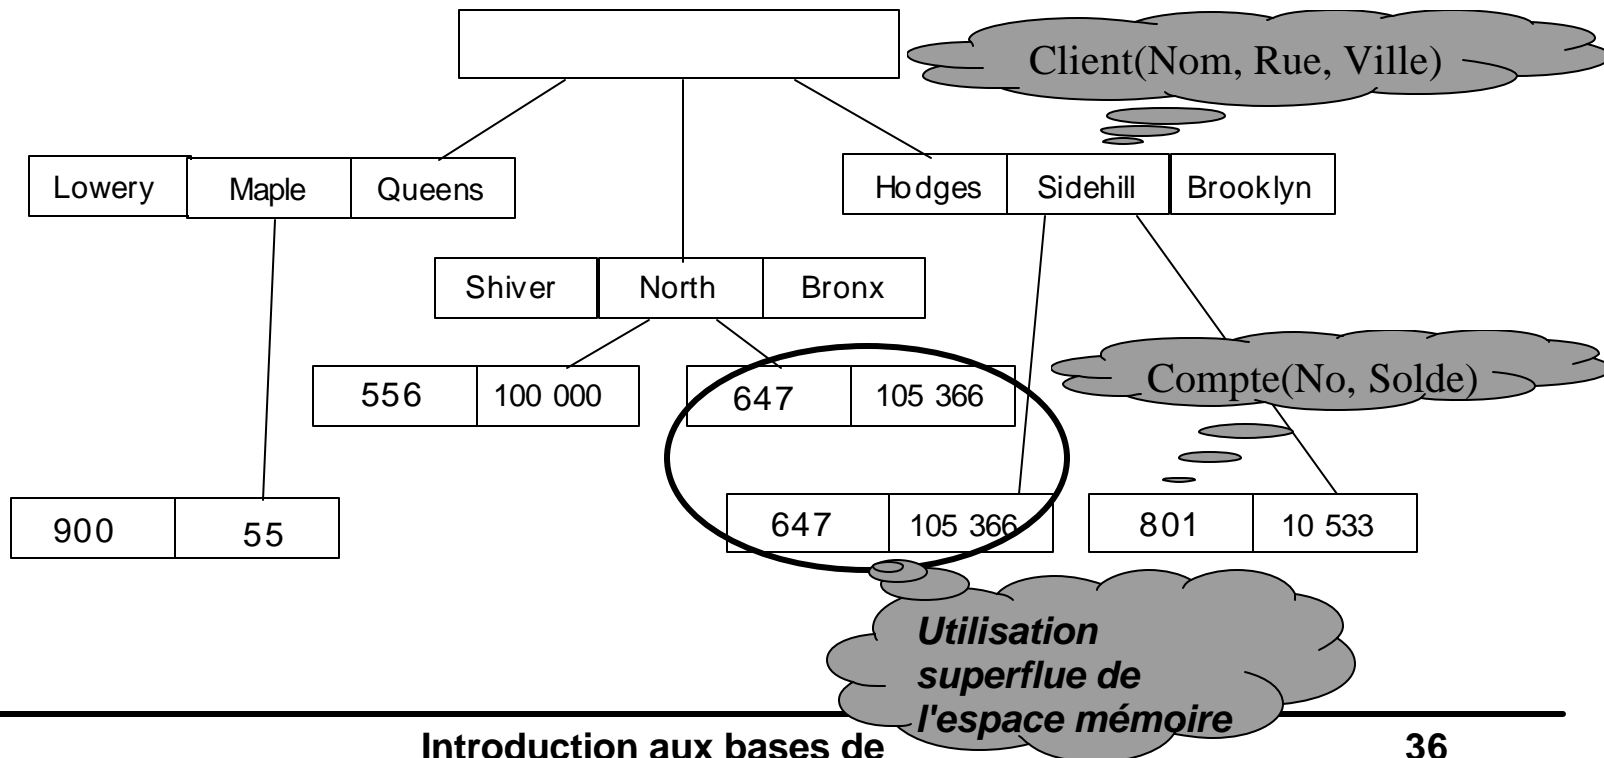 Client(Nom, Rue, Ville)
Lowery Maple Queens
Hodges Sidehill Brooklyn
Shiver North Bronx
556 100 000
647 105 366
Compte(No, Solde)
900 55
647 105 366
801 10 533
Utilisation
superflue de
l'espace mémoire
Introduction aux bases de
36